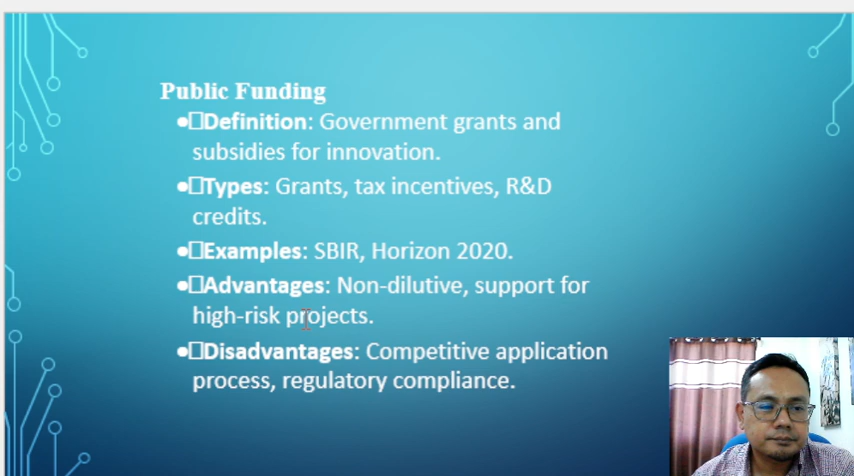 Public Funding
•□Definition: Government grants and
subsidies for innovation.
•□Types: Grants, tax incentives, R&D
credits.
•□Examples: SBIR, Horizon 2020.
•□Advantages: Non-dilutive, support for
high-risk projects.
•□Disadvantages: Competitive application
process, regulatory compliance.